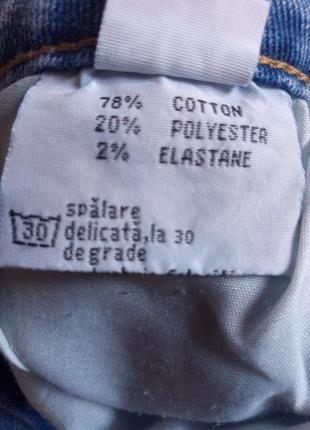 78% COTTON
20% POLYESTER
2% ELASTANE
spălare
30 delicată,la 30
de grade